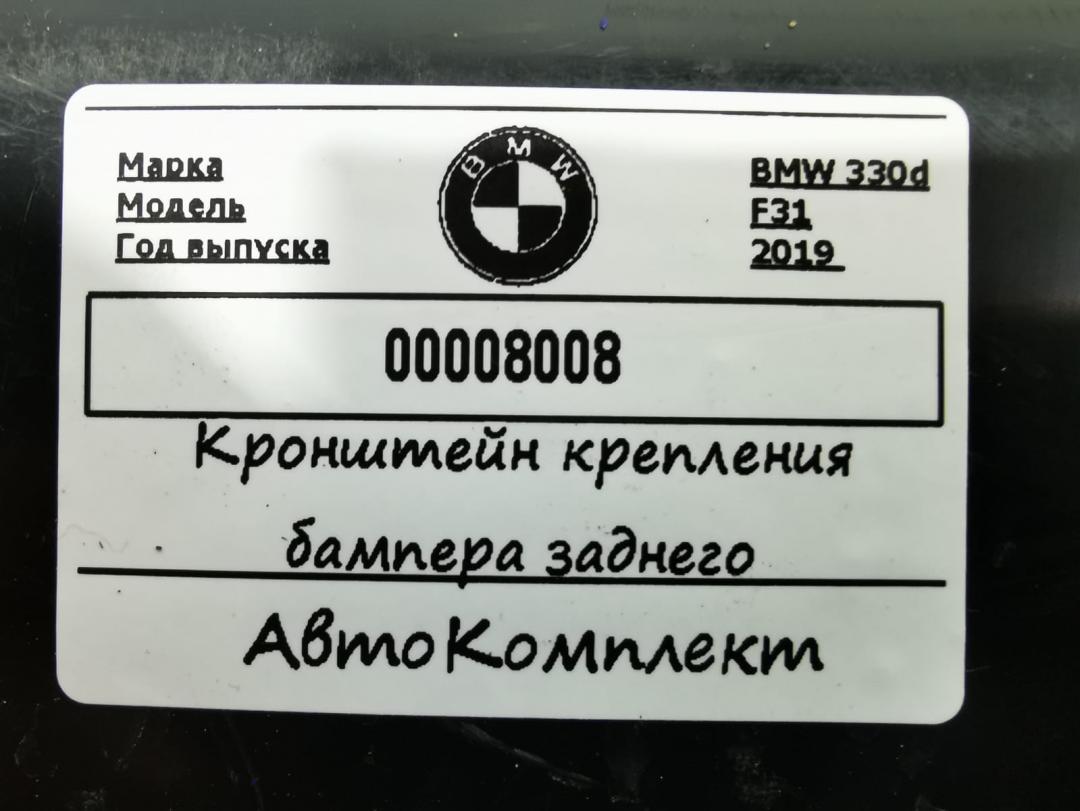 Марка BMW 330d
Модель F31
Год выпуска 2019
BMW
00008008
Кронштейн крепления
бампера заднего
АвтоКомплект